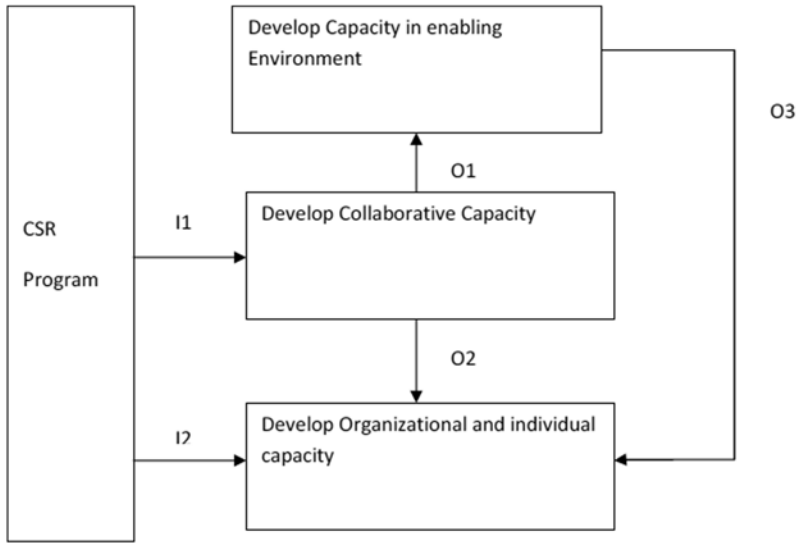 Develop Capacity in enabling
Environment
O3
O1
Develop Collaborative Capacity
CSR
Program
I1
O2
Develop Organizational and individual
capacity
I2